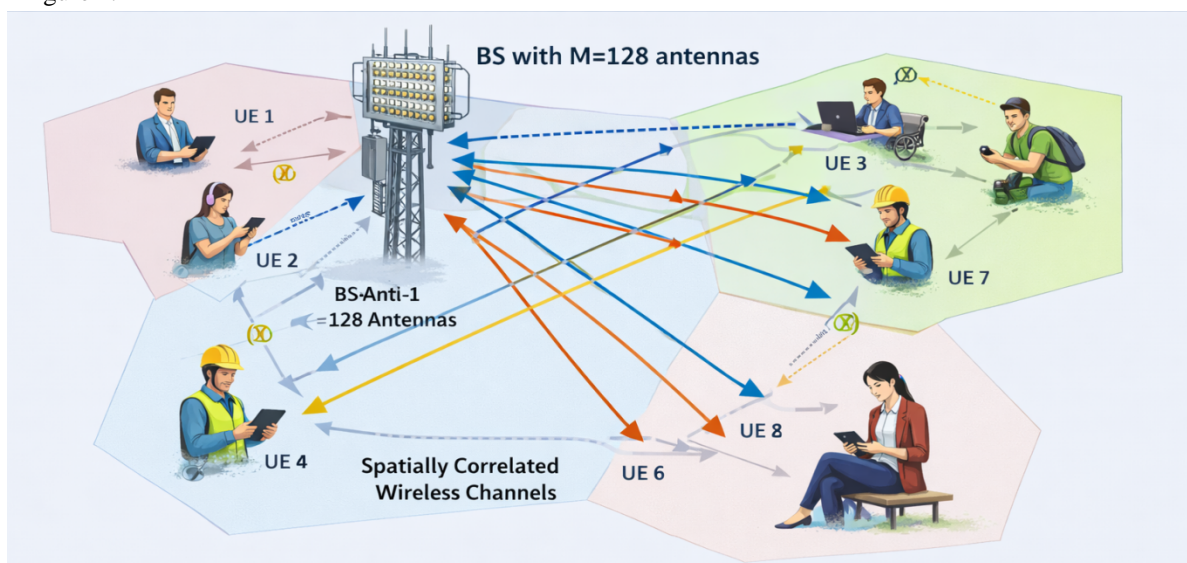 BS with M=128 antennas
UE 1
UE 3
UE 2
UE 7
BS-Anti-1
=128 Antennas
UE 8
UE 4
Spatially Correlated
Wireless Channels
UE 6